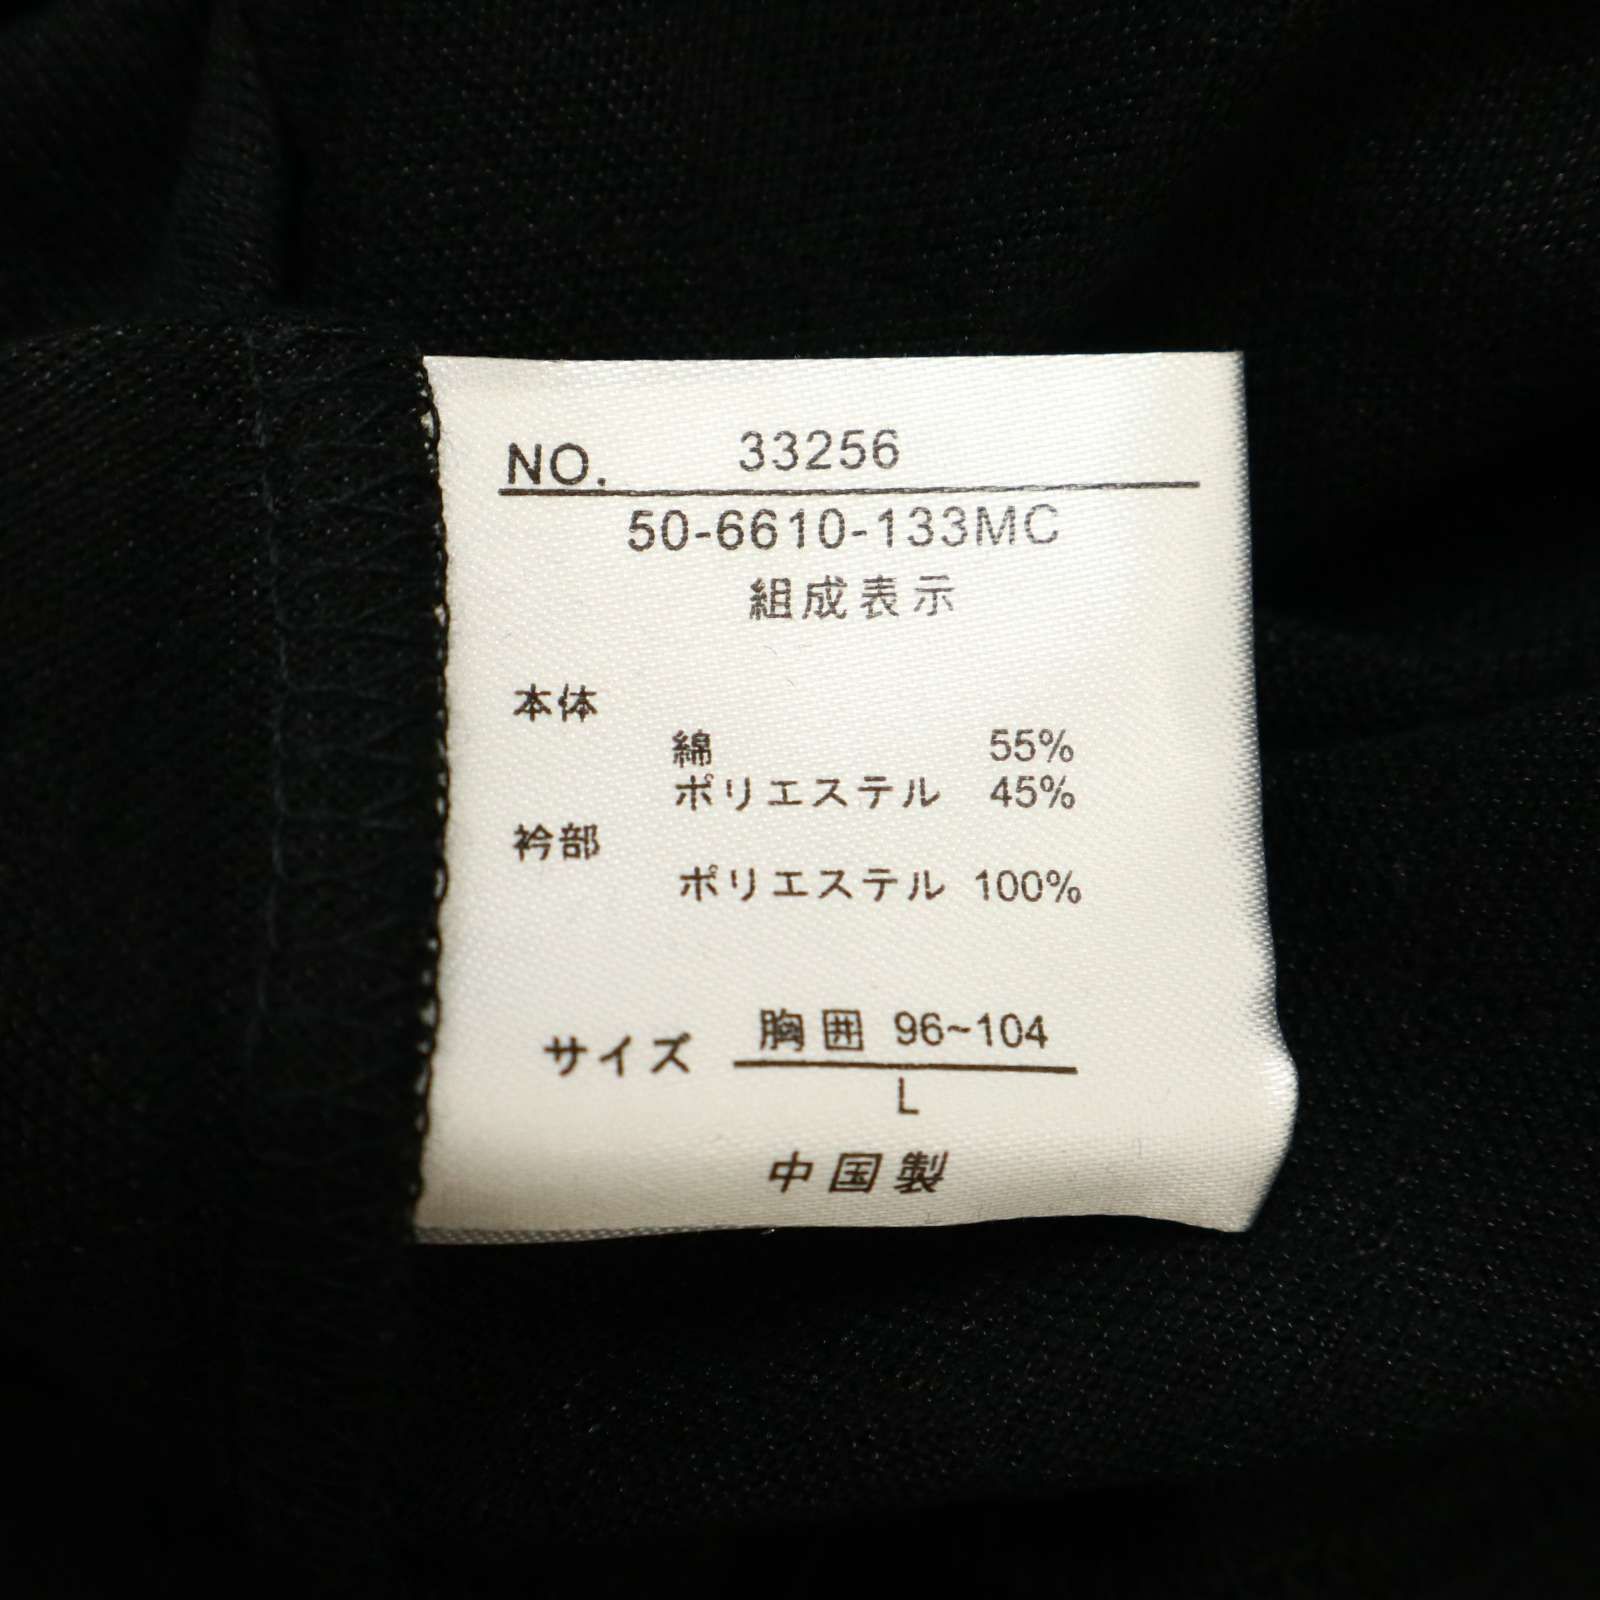 NO. 33256
50-6610-133MC
組成表示
本体
綿 55%
ポリエステル 45%
衿部
ポリエステル 100%
サイズ 胸囲 96~104
L
中国製